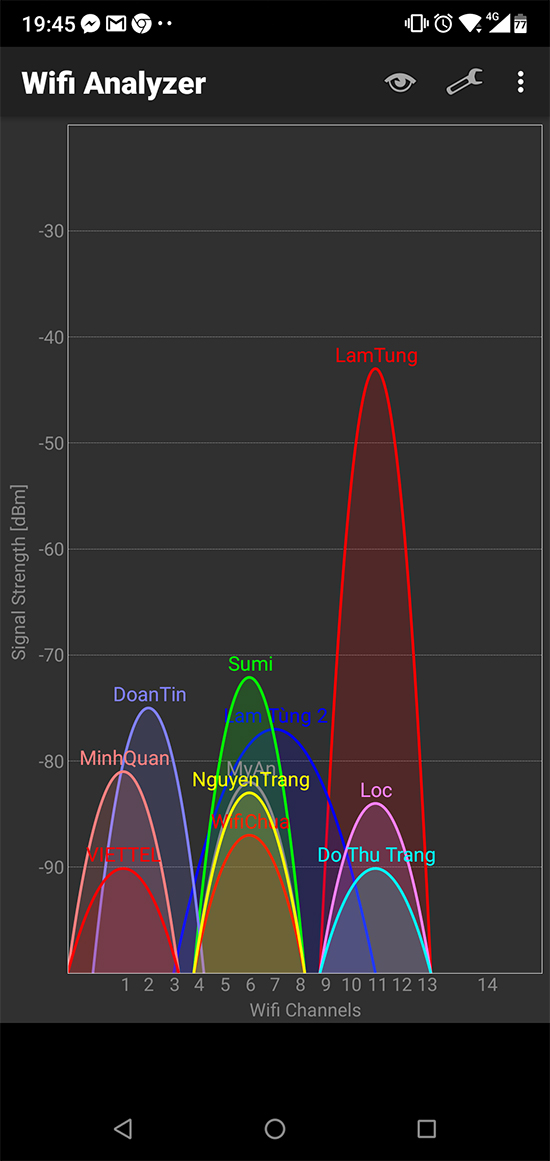 19:45
4G
77
Wifi Analyzer
-30
-40
LamTung
-50
-60
Signal Strength [dBm]
-70
Sumi
DoanTin
Lam Tùng 2
-80
MinhQuan
MyAn
NguyenTrang
Loc
WifiChua
VIETTEL
Do Thu Trang
-90
1 2 3 4 5 6 7 8 9 10 11 12 13 14
Wifi Channels